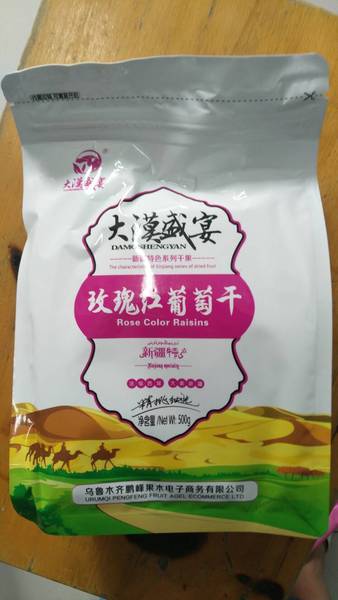 大漠盛宴
大漠盛宴
DAMOSHENGYAN
新疆特色系列干果
The characteristics of Xinjiang series of dried fruit
玫瑰红葡萄干
Rose Color Raisins
新疆特产
Xinjiang specialty
净含量/Net Wt: 500g
乌鲁木齐鹏峰果木电子商务有限公司
URUMQI PENGFENG FRUIT AGEL ECOMMERCE LTD